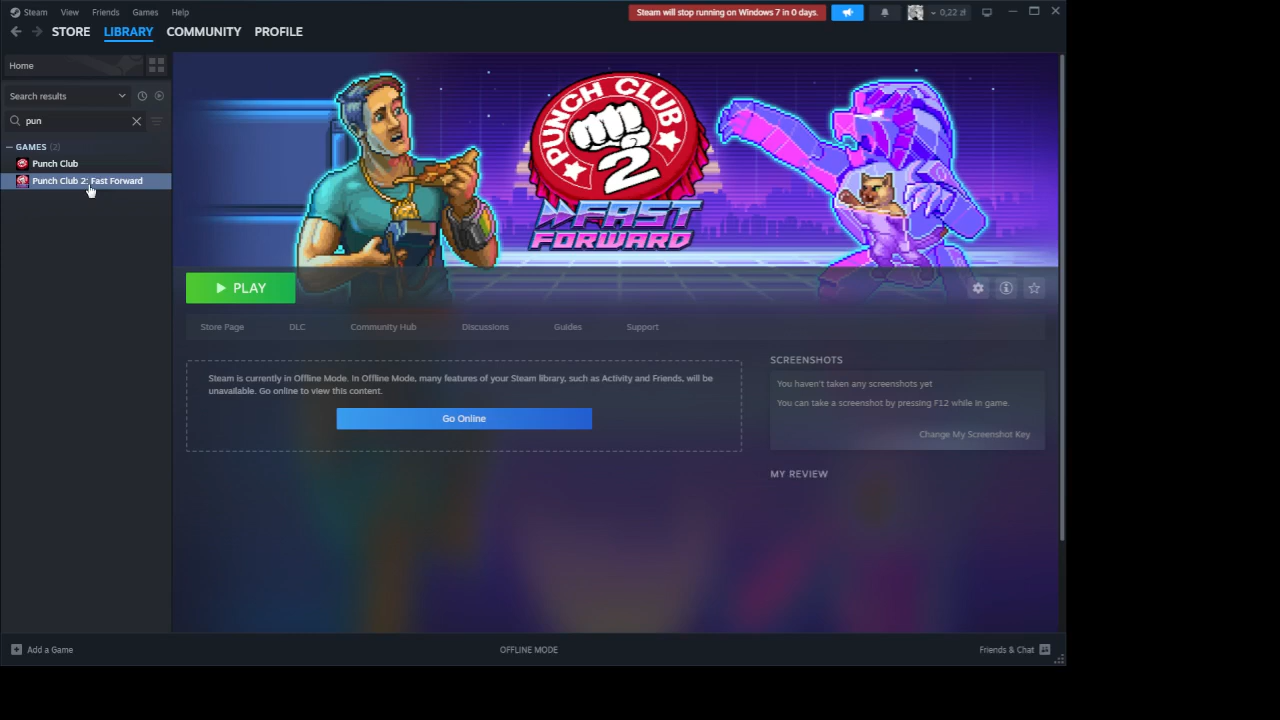 Steam View Friends Games Help
Steam will stop running on Windows 7 in 0 days.
0,22 zł
STORE LIBRARY COMMUNITY PROFILE
Home
Search results
pun
GAMES (2)
Punch Club
Punch Club 2: Fast Forward
PUNCH CLUB
2
FAST
FORWARD
PLAY
Store Page DLC Community Hub Discussions Guides Support
Steam is currently in Offline Mode. In Offline Mode, many features of your Steam library, such as Activity and Friends, will be
unavailable. Go online to view this content.
Go Online
SCREENSHOTS
You haven't taken any screenshots yet
You can take a screenshot by pressing F12 while in game.
Change My Screenshot Key
MY REVIEW
Add a Game
OFFLINE MODE
Friends & Chat